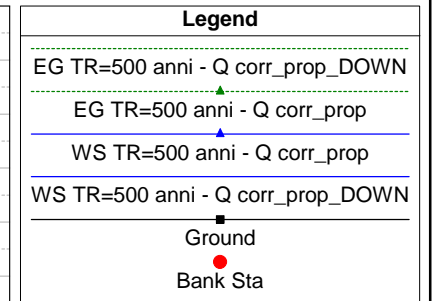 Legend
EG TR=500 anni - Q corr_prop_DOWN
EG TR=500 anni - Q corr_prop
WS TR=500 anni - Q corr_prop
WS TR=500 anni - Q corr_prop_DOWN
Ground
Bank Sta